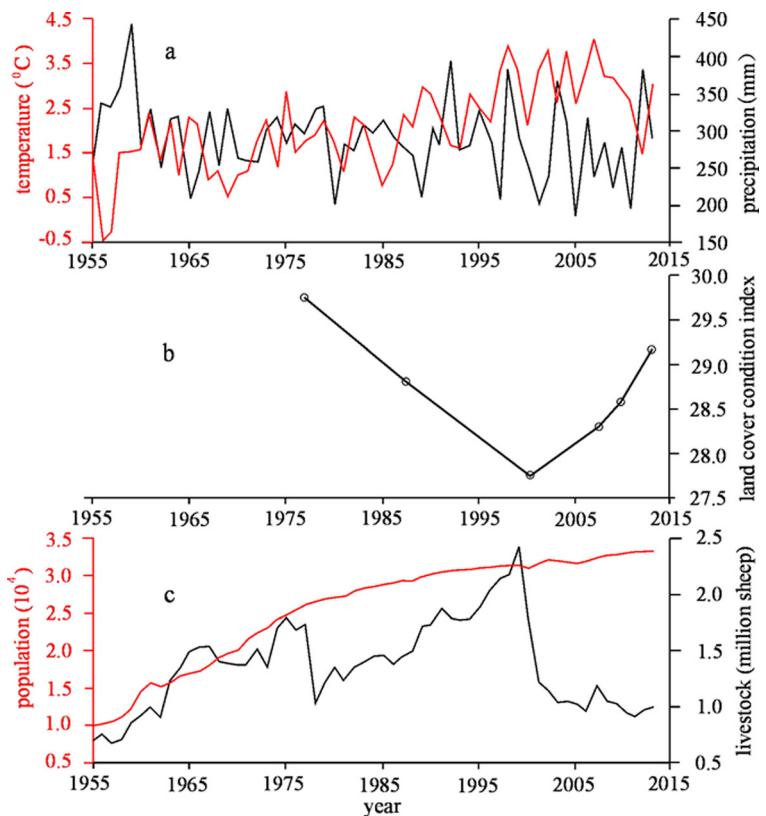 a
temperature (⁰C)
4.5
3.5
2.5
1.5
0.5
-0.5
450
400
350
300
250
200
150
precipitation (mm)
1955 1965 1975 1985 1995 2005 2015
b
30.0
29.5
29.0
28.5
28.0
27.5
land cover condition index
1955 1965 1975 1985 1995 2005 2015
c
population (10⁴)
3.5
3.0
2.5
2.0
1.5
1.0
0.5
2.5
2.0
1.5
1.0
0.5
livestock (million sheep)
1955 1965 1975 1985 1995 2005 2015
year